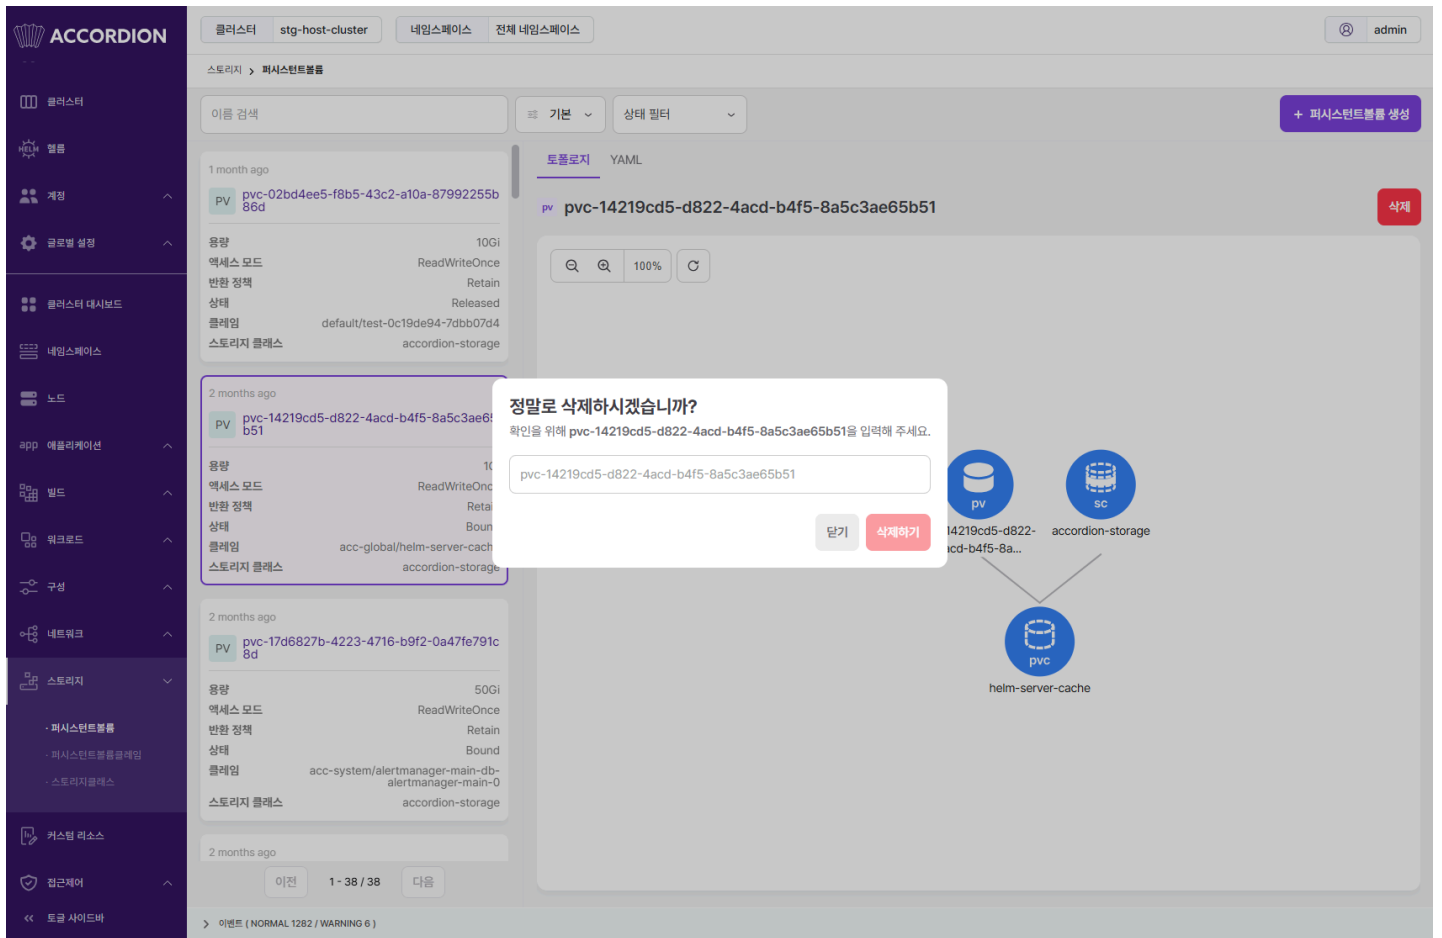 ACCORDION
클러스터
HELM 헬름
계정
글로벌 설정
클러스터 대시보드
네임스페이스
노드
app 애플리케이션
빌드
워크로드
구성
네트워크
스토리지
· 퍼시스턴트볼륨
· 퍼시스턴트볼륨클레임
· 스토리지클래스
커스텀 리소스
접근제어
토글 사이드바
클러스터 stg-host-cluster 네임스페이스 전체 네임스페이스 admin
스토리지 > 퍼시스턴트볼륨
이름 검색 기본 상태 필터 + 퍼시스턴트볼륨 생성
1 month ago
PV pvc-02bd4ee5-f8b5-43c2-a10a-87992255b
86d
용량 10Gi
액세스 모드 ReadWriteOnce
반환 정책 Retain
상태 Released
클레임 default/test-0c19de94-7dbb07d4
스토리지 클래스 accordion-storage
2 months ago
PV pvc-14219cd5-d822-4acd-b4f5-8a5c3ae6
b51
용량
액세스 모드 ReadWriteOnc
반환 정책 Retai
상태 Boun
클레임 acc-global/helm-server-cach
스토리지 클래스 accordion-storage
2 months ago
PV pvc-17d6827b-4223-4716-b9f2-0a47fe791c
8d
용량 50Gi
액세스 모드 ReadWriteOnce
반환 정책 Retain
상태 Bound
클레임 acc-system/alertmanager-main-db-
alertmanager-main-0
스토리지 클래스 accordion-storage
2 months ago
이전 1 - 38 / 38 다음
토폴로지 YAML
pv pvc-14219cd5-d822-4acd-b4f5-8a5c3ae65b51 삭제
100%
정말로 삭제하시겠습니까?
확인을 위해 pvc-14219cd5-d822-4acd-b4f5-8a5c3ae65b51을 입력해 주세요.
pvc-14219cd5-d822-4acd-b4f5-8a5c3ae65b51
닫기 삭제하기
pv
14219cd5-d822-
acd-b4f5-8a...
sc
accordion-storage
pvc
helm-server-cache
> 이벤트 ( NORMAL 1282 / WARNING 6 )